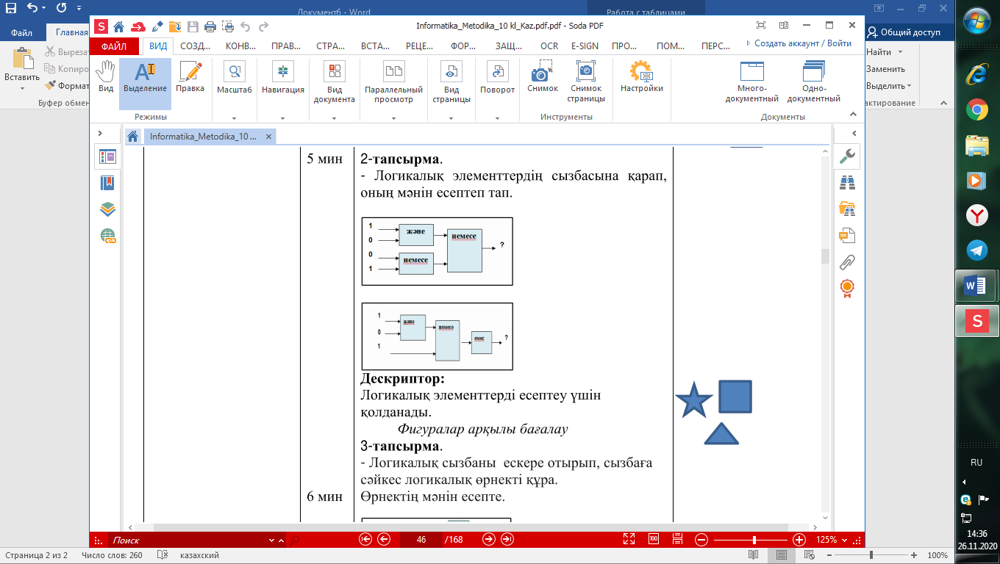 Документ6 - Word
Работа с таблицами
Файл
Главная
Общий доступ
Вырезат
Вставить
Копиро
Формат
Буфер обмен
Найти
Заменить
Выделить
актирование
S
Informatika_Metodika_10 kl_Kaz.pdf.pdf - Soda PDF
ФАЙЛ ВИД СОЗД... КОНВ... ПРАВ... СТРА... ВСТА... РЕЦЕ... ФОР... ЗАЩ... OCR E-SIGN ПРО... ПОМ... ПЕРС...
Создать аккаунт / Войти
Вид
Выделение
Правка
Режимы
Масштаб
Навигация
Вид документа
Параллельный просмотр
Вид страницы
Поворот
Снимок
Снимок страницы
Инструменты
Настройки
Много-документный
Одно-документный
Документы
Informatika_Metodika_10 ...
5 мин
2-тапсырма.
- Логикалық элементтердің сызбасына қарап,
оның мәнін есептеп тап.
1
0
0
1
және
немесе
немесе
?
1
0
1
және
немесе
емес
?
Дескриптор:
Логикалық элементтерді есептеу үшін
қолданады.
Фигуралар арқылы бағалау
3-тапсырма.
- Логикалық сызбаны ескере отырып, сызбаға
сәйкес логикалық өрнекті құра.
6 мин
Өрнектің мәнін есепте.
Поиск
46 /168
125%
Страница 2 из 2 Число слов: 260 казахский
100%
RU
14:36
26.11.2020